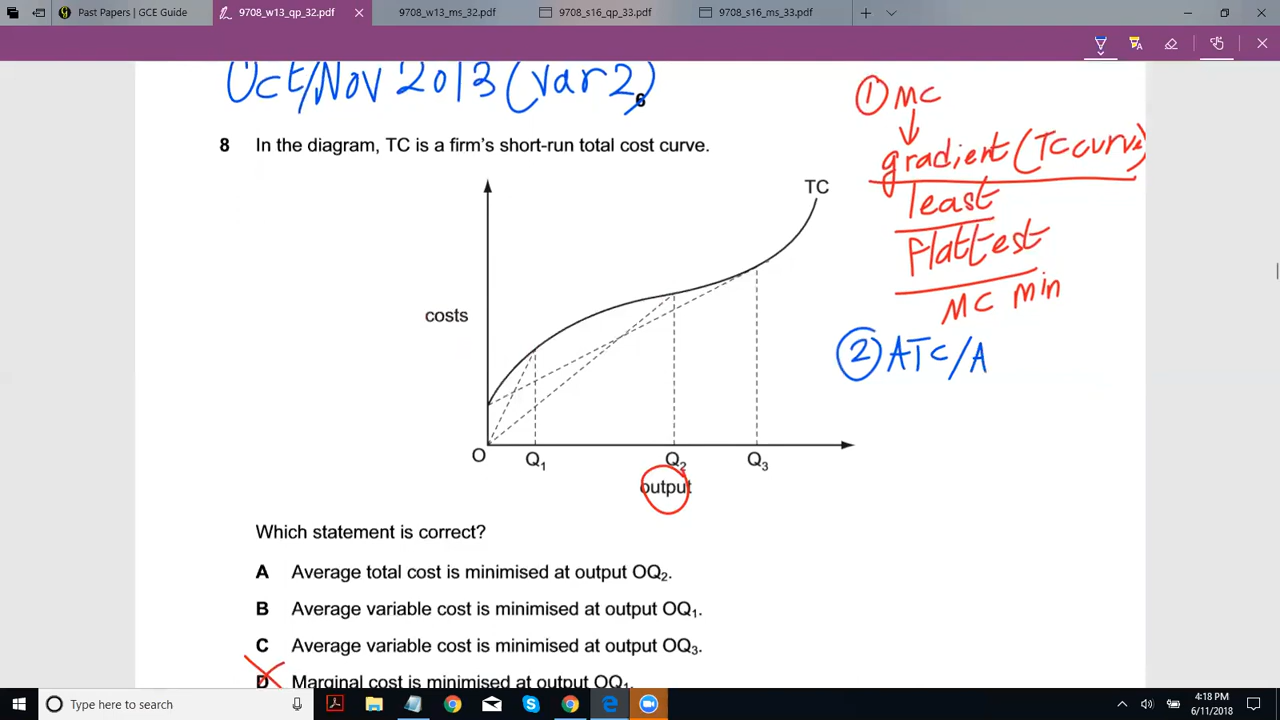 Past Papers | GCE Guide
9708_w13_qp_32.pdf
9708_w13_ms_32.pdf
9708_s16_qp_33.pdf
9708_s16_ms_33.pdf
Oct/Nov 2013 (var 2)
6
8 In the diagram, TC is a firm's short-run total cost curve.
TC
costs
O Q1 Q2 Q3
output
① MC
gradient (TC curve)
least
flattest
MC min
② ATC/A
Which statement is correct?
A Average total cost is minimised at output OQ2.
B Average variable cost is minimised at output OQ1.
C Average variable cost is minimised at output OQ3.
D Marginal cost is minimised at output OQ1.
Type here to search
4:18 PM
6/11/2018